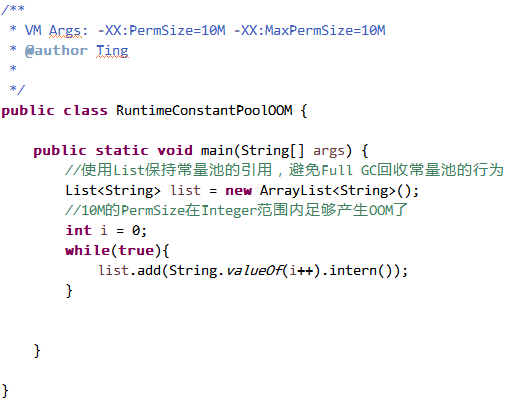 /**
 * VM Args: -XX:PermSize=10M -XX:MaxPermSize=10M
 * @author Ting
 *
 */
public class RuntimeConstantPoolOOM {
    public static void main(String[] args) {
        //使用List保持常量池的引用，避免Full GC回收常量池的行为
        List<String> list = new ArrayList<String>();
        //10M的PermSize在Integer范围内足够产生OOM了
        int i = 0;
        while(true){
            list.add(String.valueOf(i++).intern());
        }
    }
}